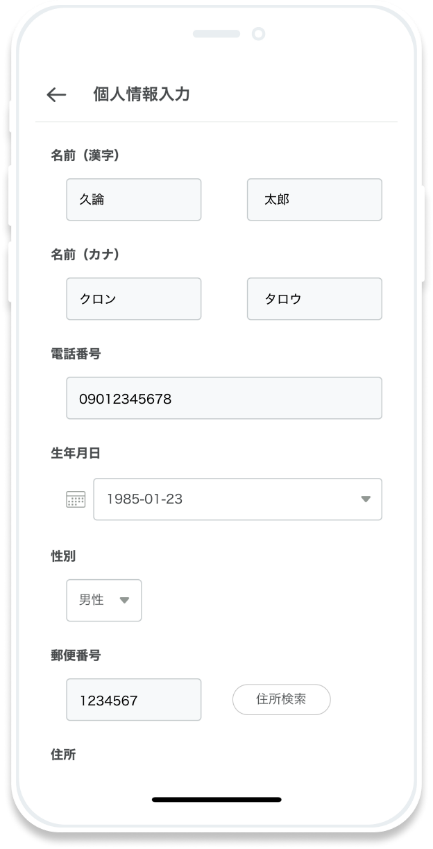 個人情報入力
名前（漢字）
久論 太郎
名前（カナ）
クロン タロウ
電話番号
09012345678
生年月日
1985-01-23
性別
男性
郵便番号
1234567 住所検索
住所